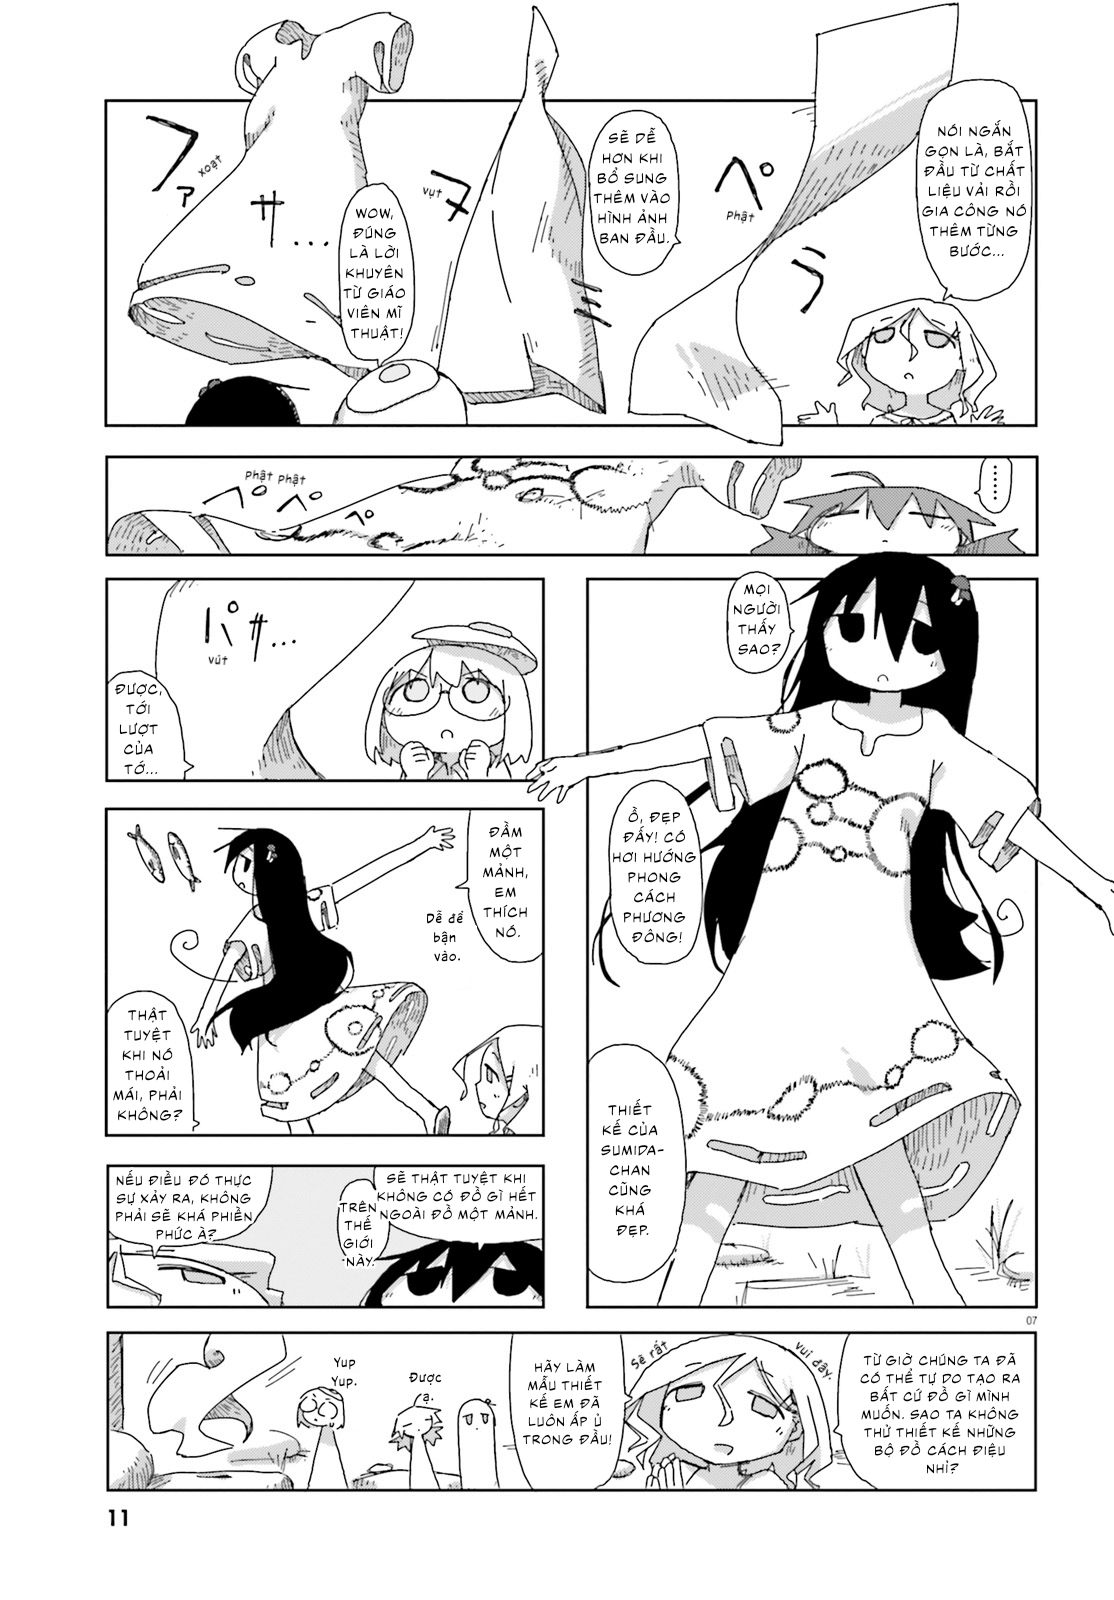 NÓI NGẮN
GỌN LÀ, BẮT
ĐẦU TỪ CHẤT
LIỆU VẢI RỒI
GIA CÔNG NÓ
THÊM TỪNG
BƯỚC...
ペ
Phật
ラ
SẼ DỄ
HƠN KHI
BỔ SUNG
THÊM VÀO
HÌNH ẢNH
BAN ĐẦU.
vụt
ヌ
WOW,
ĐÚNG
LÀ LỜI
KHUYÊN
TỪ GIÁO
VIÊN MĨ
THUẬT!
ファ
xoạt
サ...
......
Phật phật
ペペペ
MỌI
NGƯỜI
THẤY
SAO?
Ồ, ĐẸP
ĐẤY! CÓ
HƠI HƯỚNG
PHONG
CÁCH
PHƯƠNG
ĐÔNG!
THIẾT
KẾ CỦA
SUMIDA-
CHAN
CŨNG
KHÁ
ĐẸP.
パサ...
vút
ĐƯỢC,
TỚI
LƯỢT
CỦA
TỚ...
ĐẦM
MỘT
MẢNH,
EM
THÍCH
NÓ.
Dễ để
bận
vào.
THẬT
TUYỆT
KHI NÓ
THOẢI
MÁI, PHẢI
KHÔNG?
SẼ THẬT TUYỆT KHI
KHÔNG CÓ ĐỒ GÌ HẾT
NGOÀI ĐỒ MỘT MẢNH.
TRÊN
THẾ
GIỚI
NÀY.
NẾU ĐIỀU ĐÓ THỰC
SỰ XẢY RA, KHÔNG
PHẢI SẼ KHÁ PHIỀN
PHỨC À?
07
TỪ GIỜ CHÚNG TA ĐÃ
CÓ THỂ TỰ DO TẠO RA
BẤT CỨ ĐỒ GÌ MÌNH
MUỐN. SAO TA KHÔNG
THỬ THIẾT KẾ NHỮNG
BỘ ĐỒ CÁCH ĐIỆU
NHỈ?
Sẽ rất vui đây.
HÃY LÀM
MẪU THIẾT
KẾ EM ĐÃ
LUÔN ẤP Ủ
TRONG ĐẦU!
Được
ạ.
Yup
Yup.
11